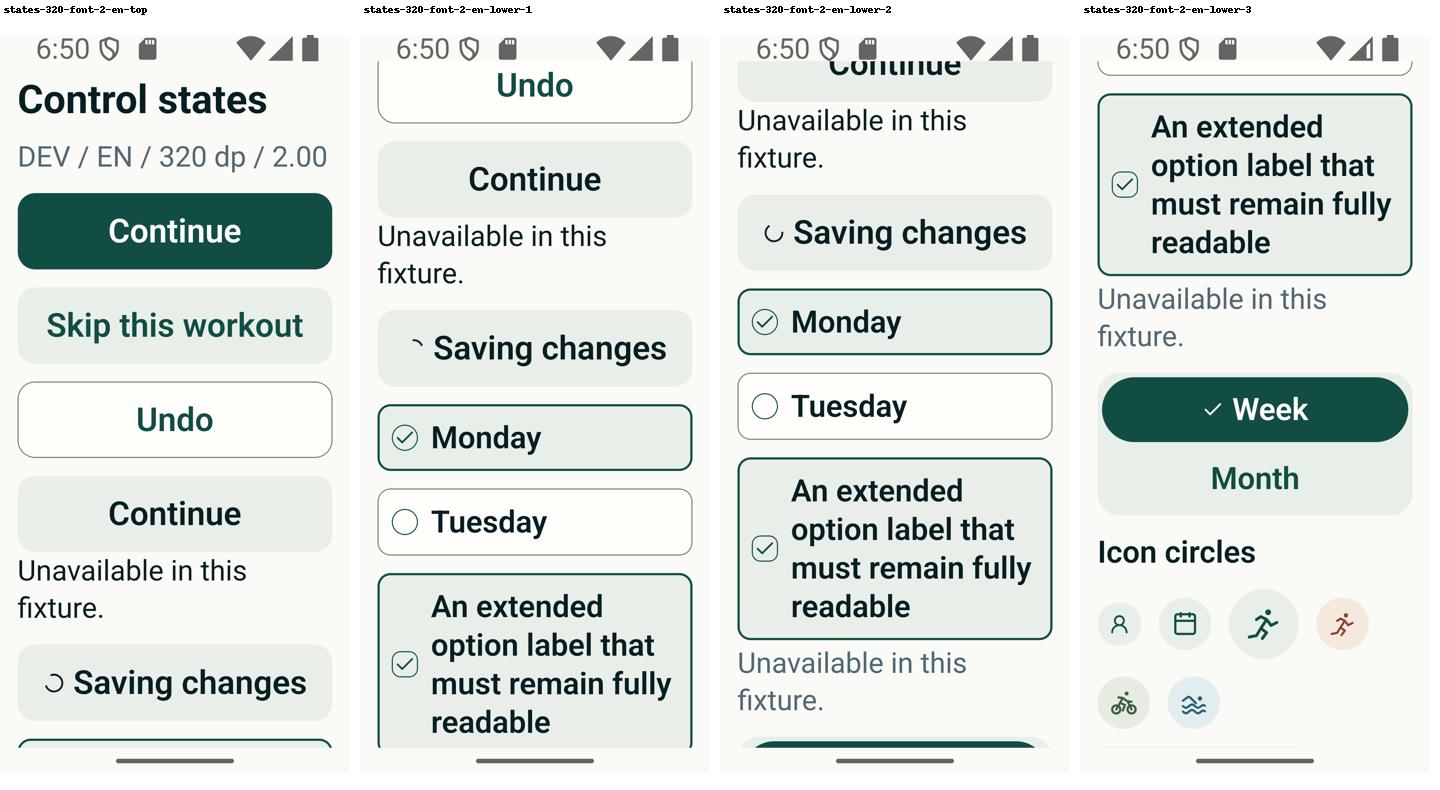 states-320-font-2-en-top
6:50
Control states
DEV / EN / 320 dp / 2.00
Continue
Skip this workout
Undo
Continue
Unavailable in this
fixture.
Saving changes
states-320-font-2-en-lower-1
6:50
Undo
Continue
Unavailable in this
fixture.
Saving changes
Monday
Tuesday
An extended
option label that
must remain fully
readable
states-320-font-2-en-lower-2
6:50
Continue
Unavailable in this
fixture.
Saving changes
Monday
Tuesday
An extended
option label that
must remain fully
readable
Unavailable in this
fixture.
states-320-font-2-en-lower-3
6:50
An extended
option label that
must remain fully
readable
Unavailable in this
fixture.
Week
Month
Icon circles